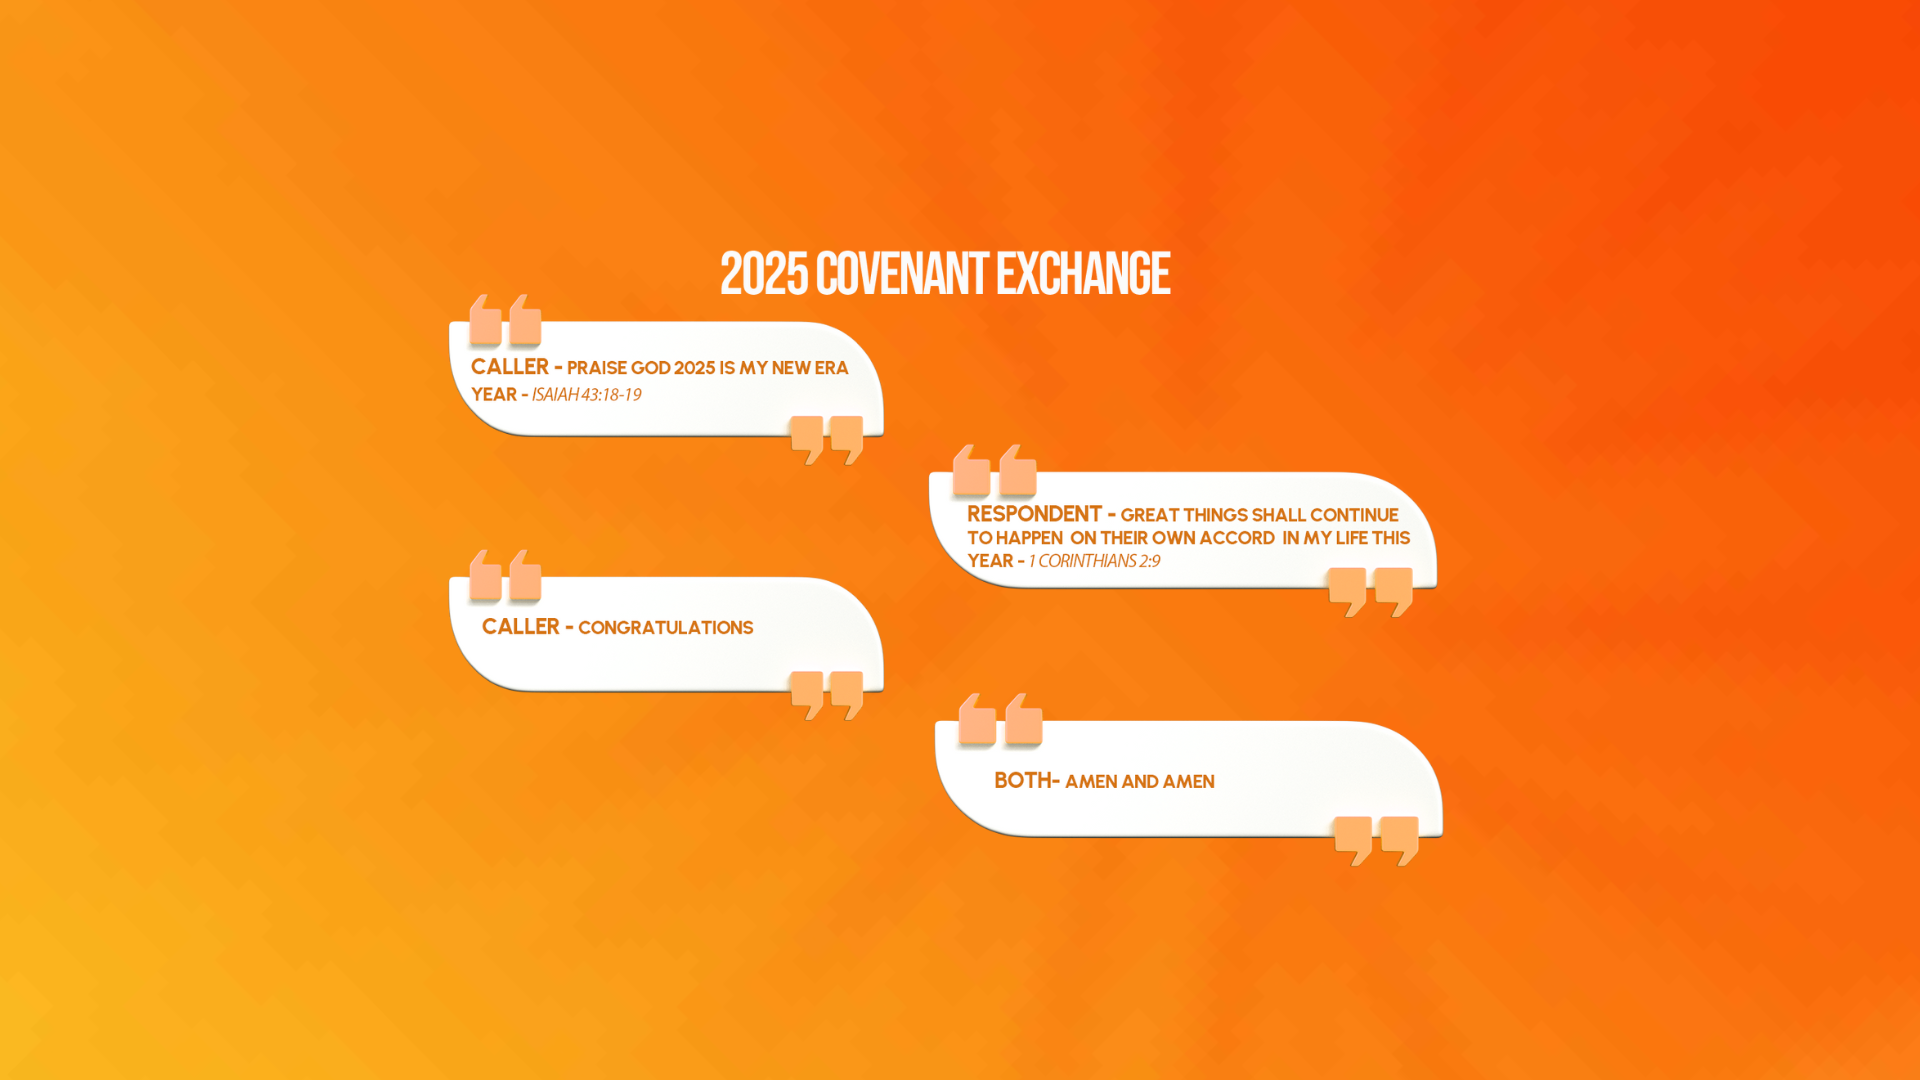 2025 COVENANT EXCHANGE
CALLER - PRAISE GOD 2025 IS MY NEW ERA
YEAR - ISAIAH 43:18-19
RESPONDENT - GREAT THINGS SHALL CONTINUE
TO HAPPEN ON THEIR OWN ACCORD IN MY LIFE THIS
YEAR - 1 CORINTHIANS 2:9
CALLER - CONGRATULATIONS
BOTH- AMEN AND AMEN